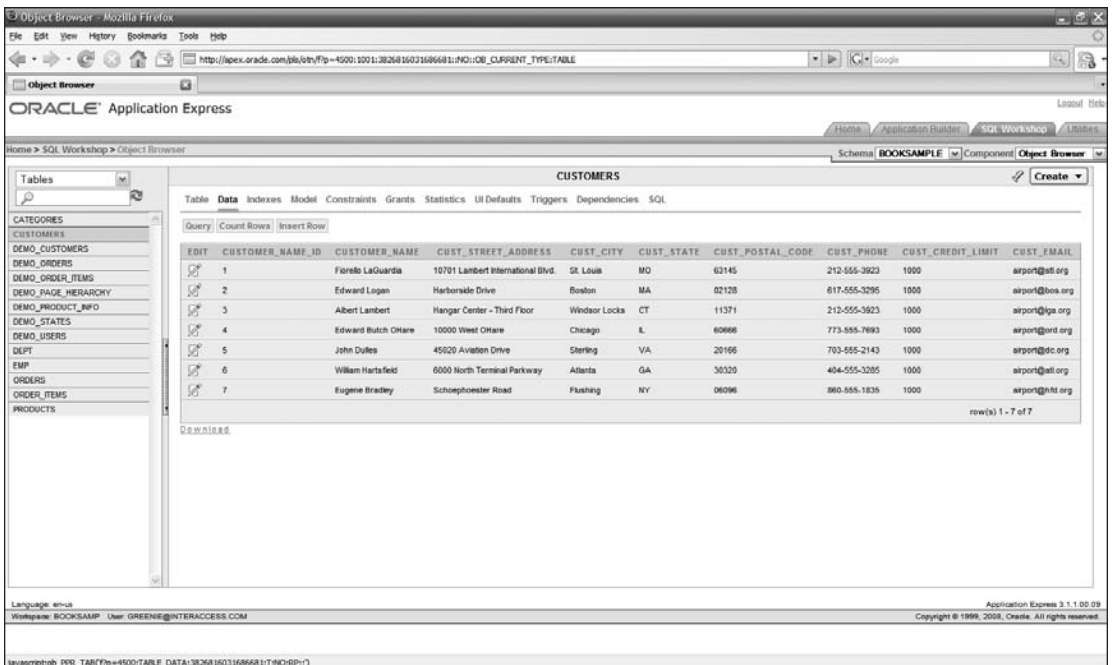 Object Browser - Mozilla Firefox
File Edit View History Bookmarks Tools Help
http://apex.oracle.com/pls/otn/f?p=4500:1001:3826816031686681::NO::OB_CURRENT_TYPE:TABLE
Google
Object Browser
ORACLE Application Express
Logout Help
Home Application Builder SQL Workshop Utilities
Home > SQL Workshop > Object Browser
Schema BOOKSAMPLE Component Object Browser
Tables
CUSTOMERS
Create
Table Data Indexes Model Constraints Grants Statistics UI Defaults Triggers Dependencies SQL
CATEGORIES
CUSTOMERS
DEMO_CUSTOMERS
DEMO_ORDERS
DEMO_ORDER_ITEMS
DEMO_PAGE_HIERARCHY
DEMO_PRODUCT_INFO
DEMO_STATES
DEMO_USERS
DEPT
EMP
ORDERS
ORDER_ITEMS
PRODUCTS
Query Count Rows Insert Row
EDIT CUSTOMER_NAME_ID CUSTOMER_NAME CUST_STREET_ADDRESS CUST_CITY CUST_STATE CUST_POSTAL_CODE CUST_PHONE CUST_CREDIT_LIMIT CUST_EMAIL
1 Fiorello LaGuardia 10701 Lambert International Blvd. St. Louis MO 63145 212-555-3923 1000 airport@stl.org
2 Edward Logan Harborside Drive Boston MA 02128 617-555-3295 1000 airport@bos.org
3 Albert Lambert Hangar Center - Third Floor Windsor Locks CT 11371 212-555-3923 1000 airport@lga.org
4 Edward Butch OHare 10000 West OHare Chicago IL 60666 773-555-7693 1000 airport@ord.org
5 John Dulles 45020 Aviation Drive Sterling VA 20166 703-555-2143 1000 airport@dc.org
6 William Hartsfield 6000 North Terminal Parkway Atlanta GA 30320 404-555-3285 1000 airport@atl.org
7 Eugene Bradley Schoephoester Road Flushing NY 06096 860-555-1835 1000 airport@hfd.org
row(s) 1 - 7 of 7
Download
Language: en-us
Application Express 3.1.1.00.09
Workspace: BOOKSAMP User: GREENIE@INTERACCESS.COM
Copyright © 1999, 2008, Oracle. All rights reserved.
javascript:ob_PPR_TAB('f?p=4500:TABLE_DATA:3826816031686681:T:NO:RP::')